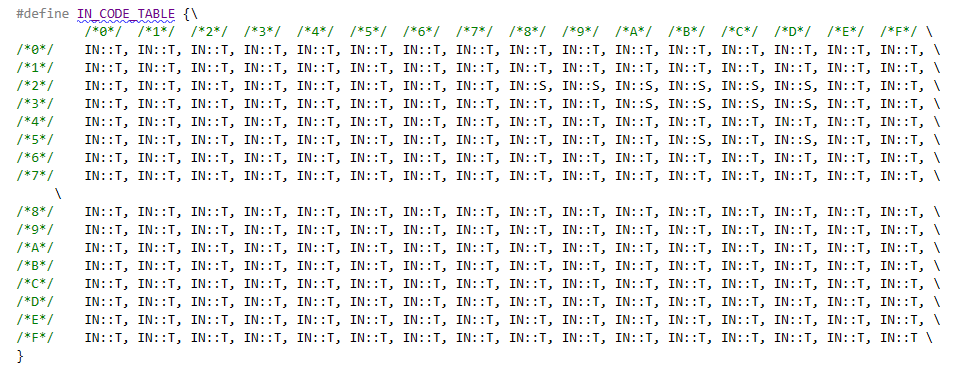 #define IN_CODE_TABLE {\
/*0*/ /*1*/ /*2*/ /*3*/ /*4*/ /*5*/ /*6*/ /*7*/ /*8*/ /*9*/ /*A*/ /*B*/ /*C*/ /*D*/ /*E*/ /*F*/ \
/*0*/ IN::T, IN::T, IN::T, IN::T, IN::T, IN::T, IN::T, IN::T, IN::T, IN::T, IN::T, IN::T, IN::T, IN::T, IN::T, IN::T, \
/*1*/ IN::T, IN::T, IN::T, IN::T, IN::T, IN::T, IN::T, IN::T, IN::T, IN::T, IN::T, IN::T, IN::T, IN::T, IN::T, IN::T, \
/*2*/ IN::T, IN::T, IN::T, IN::T, IN::T, IN::T, IN::T, IN::T, IN::S, IN::S, IN::S, IN::S, IN::S, IN::S, IN::T, IN::T, \
/*3*/ IN::T, IN::T, IN::T, IN::T, IN::T, IN::T, IN::T, IN::T, IN::T, IN::T, IN::S, IN::S, IN::S, IN::S, IN::T, IN::T, \
/*4*/ IN::T, IN::T, IN::T, IN::T, IN::T, IN::T, IN::T, IN::T, IN::T, IN::T, IN::T, IN::T, IN::T, IN::T, IN::T, IN::T, \
/*5*/ IN::T, IN::T, IN::T, IN::T, IN::T, IN::T, IN::T, IN::T, IN::T, IN::T, IN::T, IN::S, IN::T, IN::S, IN::T, IN::T, \
/*6*/ IN::T, IN::T, IN::T, IN::T, IN::T, IN::T, IN::T, IN::T, IN::T, IN::T, IN::T, IN::T, IN::T, IN::T, IN::T, IN::T, \
/*7*/ IN::T, IN::T, IN::T, IN::T, IN::T, IN::T, IN::T, IN::T, IN::T, IN::T, IN::T, IN::T, IN::T, IN::T, IN::T, IN::T, \
\
/*8*/ IN::T, IN::T, IN::T, IN::T, IN::T, IN::T, IN::T, IN::T, IN::T, IN::T, IN::T, IN::T, IN::T, IN::T, IN::T, IN::T, \
/*9*/ IN::T, IN::T, IN::T, IN::T, IN::T, IN::T, IN::T, IN::T, IN::T, IN::T, IN::T, IN::T, IN::T, IN::T, IN::T, IN::T, \
/*A*/ IN::T, IN::T, IN::T, IN::T, IN::T, IN::T, IN::T, IN::T, IN::T, IN::T, IN::T, IN::T, IN::T, IN::T, IN::T, IN::T, \
/*B*/ IN::T, IN::T, IN::T, IN::T, IN::T, IN::T, IN::T, IN::T, IN::T, IN::T, IN::T, IN::T, IN::T, IN::T, IN::T, IN::T, \
/*C*/ IN::T, IN::T, IN::T, IN::T, IN::T, IN::T, IN::T, IN::T, IN::T, IN::T, IN::T, IN::T, IN::T, IN::T, IN::T, IN::T, \
/*D*/ IN::T, IN::T, IN::T, IN::T, IN::T, IN::T, IN::T, IN::T, IN::T, IN::T, IN::T, IN::T, IN::T, IN::T, IN::T, IN::T, \
/*E*/ IN::T, IN::T, IN::T, IN::T, IN::T, IN::T, IN::T, IN::T, IN::T, IN::T, IN::T, IN::T, IN::T, IN::T, IN::T, IN::T, \
/*F*/ IN::T, IN::T, IN::T, IN::T, IN::T, IN::T, IN::T, IN::T, IN::T, IN::T, IN::T, IN::T, IN::T, IN::T, IN::T, IN::T \
}